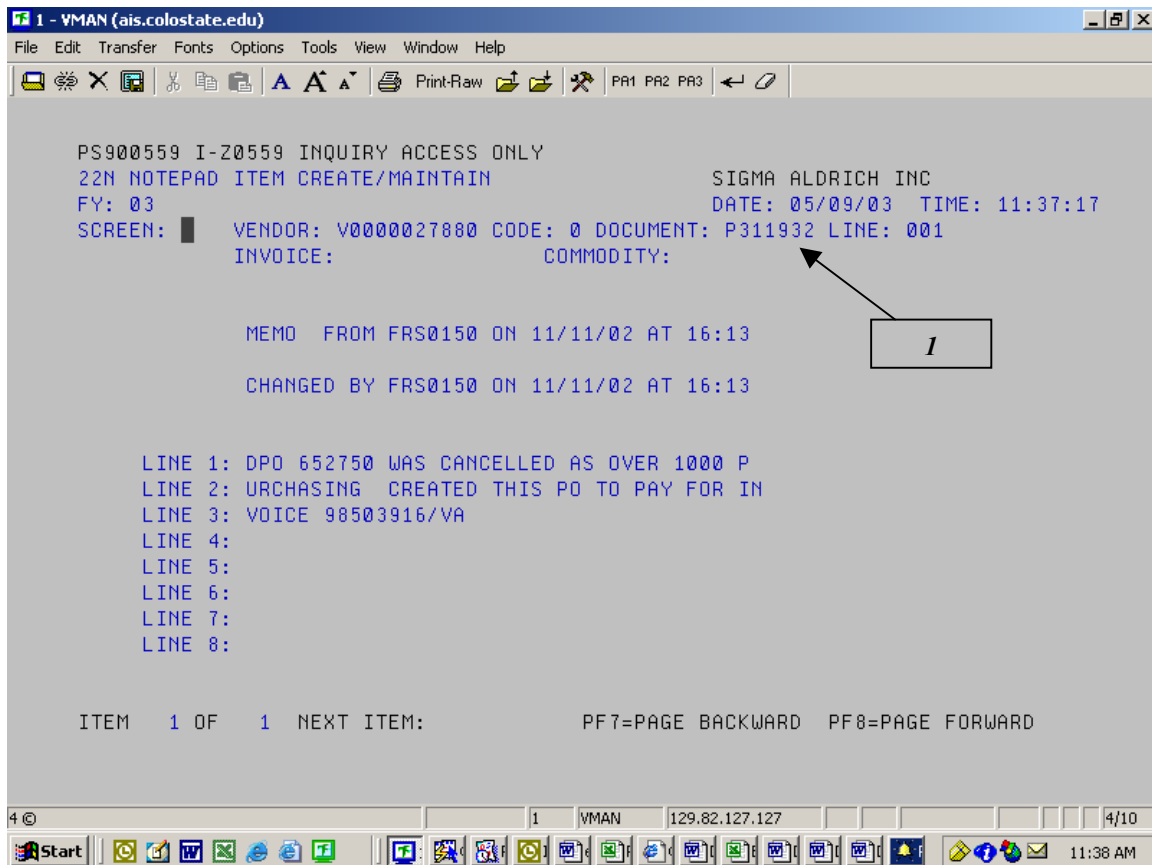 1 - VMAN (ais.colostate.edu)
File Edit Transfer Fonts Options Tools View Window Help
Print-Raw PA1 PA2 PA3
PS900559 I-Z0559 INQUIRY ACCESS ONLY
22N NOTEPAD ITEM CREATE/MAINTAIN SIGMA ALDRICH INC
FY: 03 DATE: 05/09/03 TIME: 11:37:17
SCREEN: VENDOR: V0000027880 CODE: 0 DOCUMENT: P311932 LINE: 001
INVOICE: COMMODITY:
1
MEMO FROM FRS0150 ON 11/11/02 AT 16:13
CHANGED BY FRS0150 ON 11/11/02 AT 16:13
LINE 1: DPO 652750 WAS CANCELLED AS OVER 1000 P
LINE 2: URCHASING CREATED THIS PO TO PAY FOR IN
LINE 3: VOICE 98503916/VA
LINE 4:
LINE 5:
LINE 6:
LINE 7:
LINE 8:
ITEM 1 OF 1 NEXT ITEM: PF7=PAGE BACKWARD PF8=PAGE FORWARD
4 © 1 VMAN 129.82.127.127 4/10
Start 11:38 AM